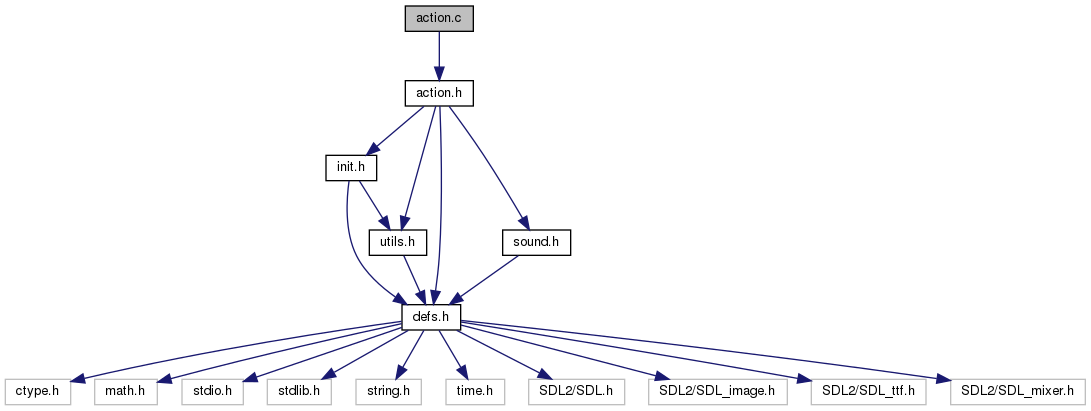 action.c
action.h
init.h
utils.h
sound.h
defs.h
ctype.h
math.h
stdio.h
stdlib.h
string.h
time.h
SDL2/SDL.h
SDL2/SDL_image.h
SDL2/SDL_ttf.h
SDL2/SDL_mixer.h